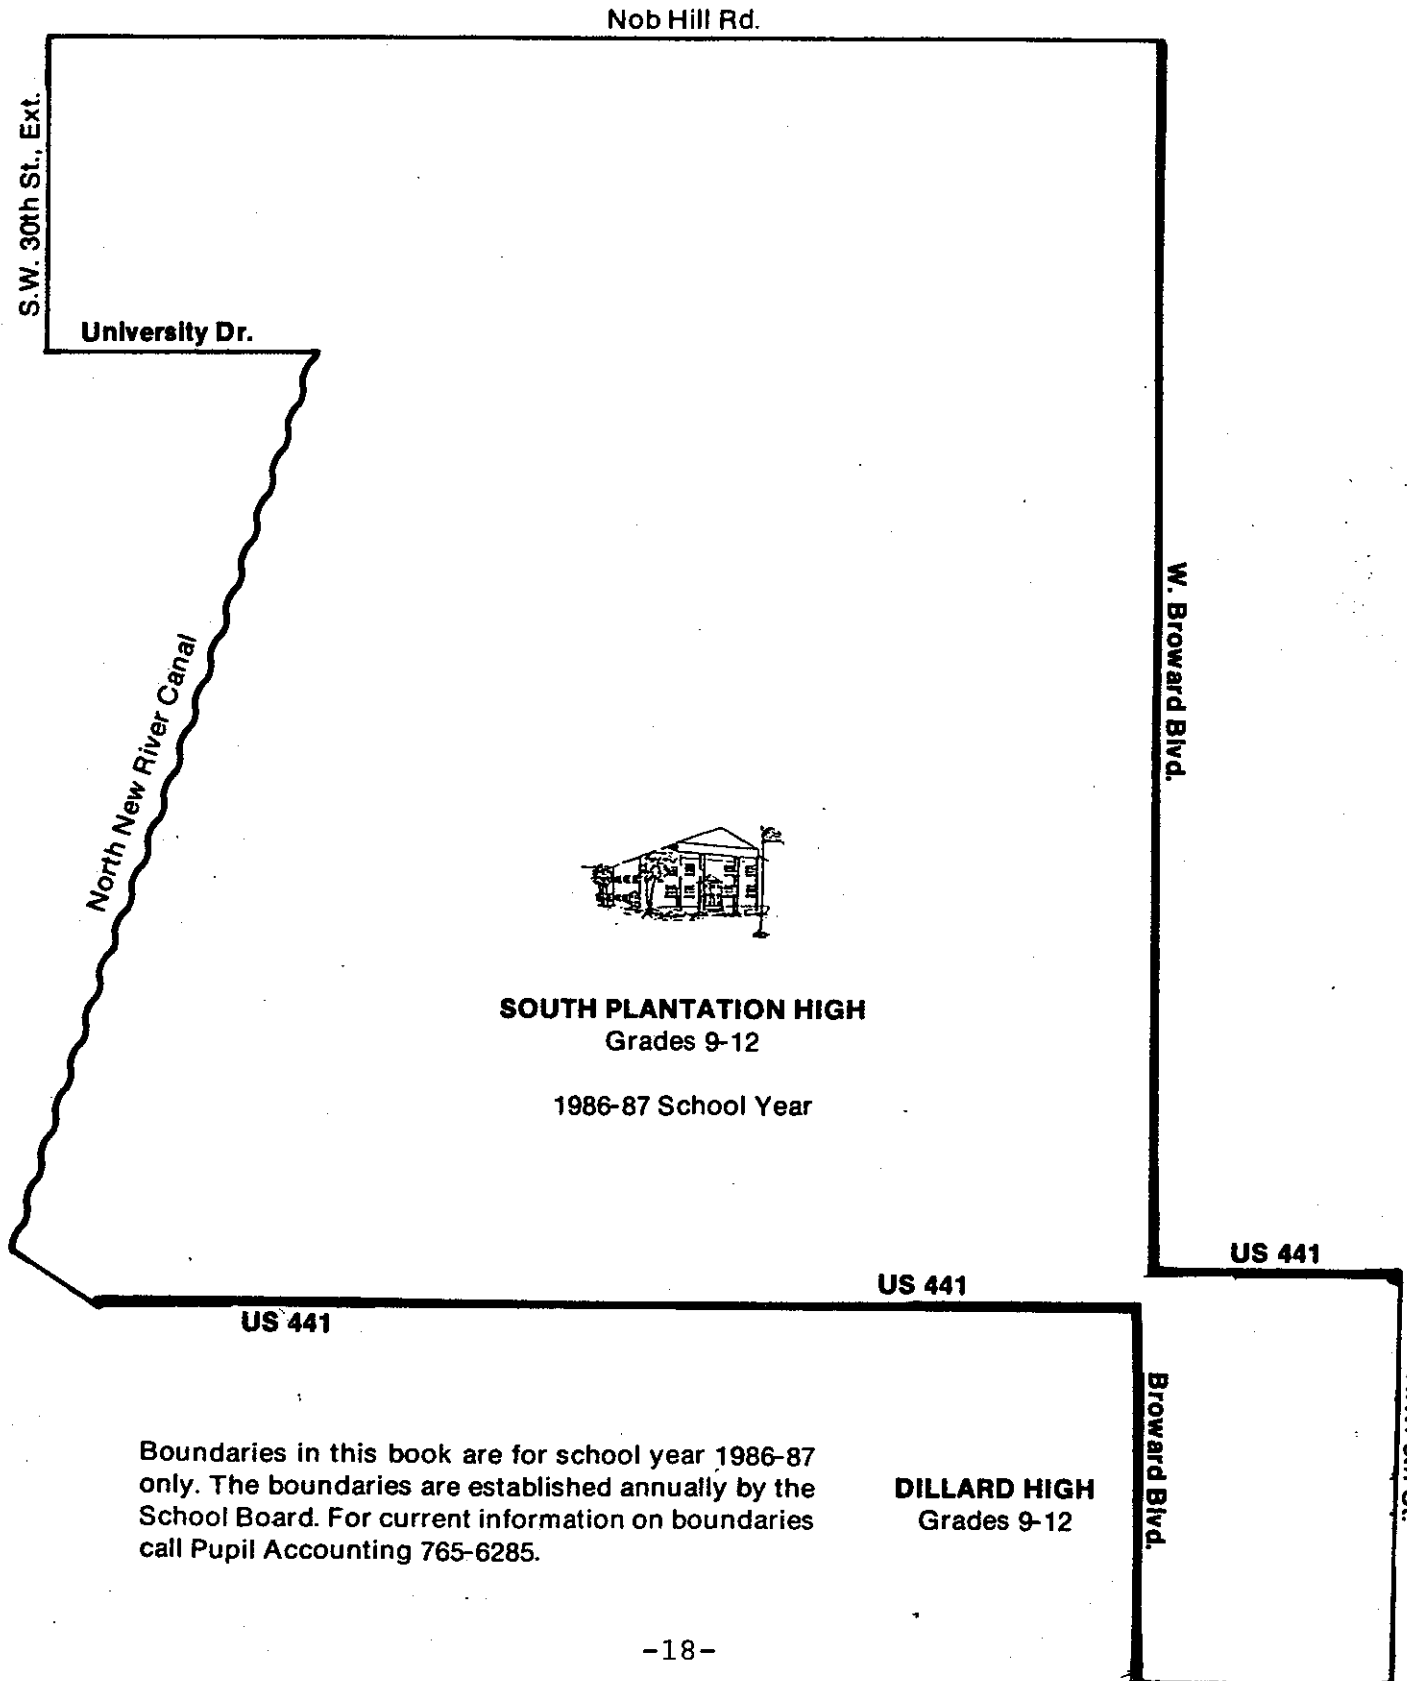 Nob Hill Rd.
S.W. 30th St., Ext.
University Dr.
W. Broward Blvd.
North New River Canal
SOUTH PLANTATION HIGH
Grades 9-12
1986-87 School Year
US 441
US 441
US 441
Broward Blvd.
Boundaries in this book are for school year 1986-87
only. The boundaries are established annually by the
School Board. For current information on boundaries
call Pupil Accounting 765-6285.
DILLARD HIGH
Grades 9-12
-18-